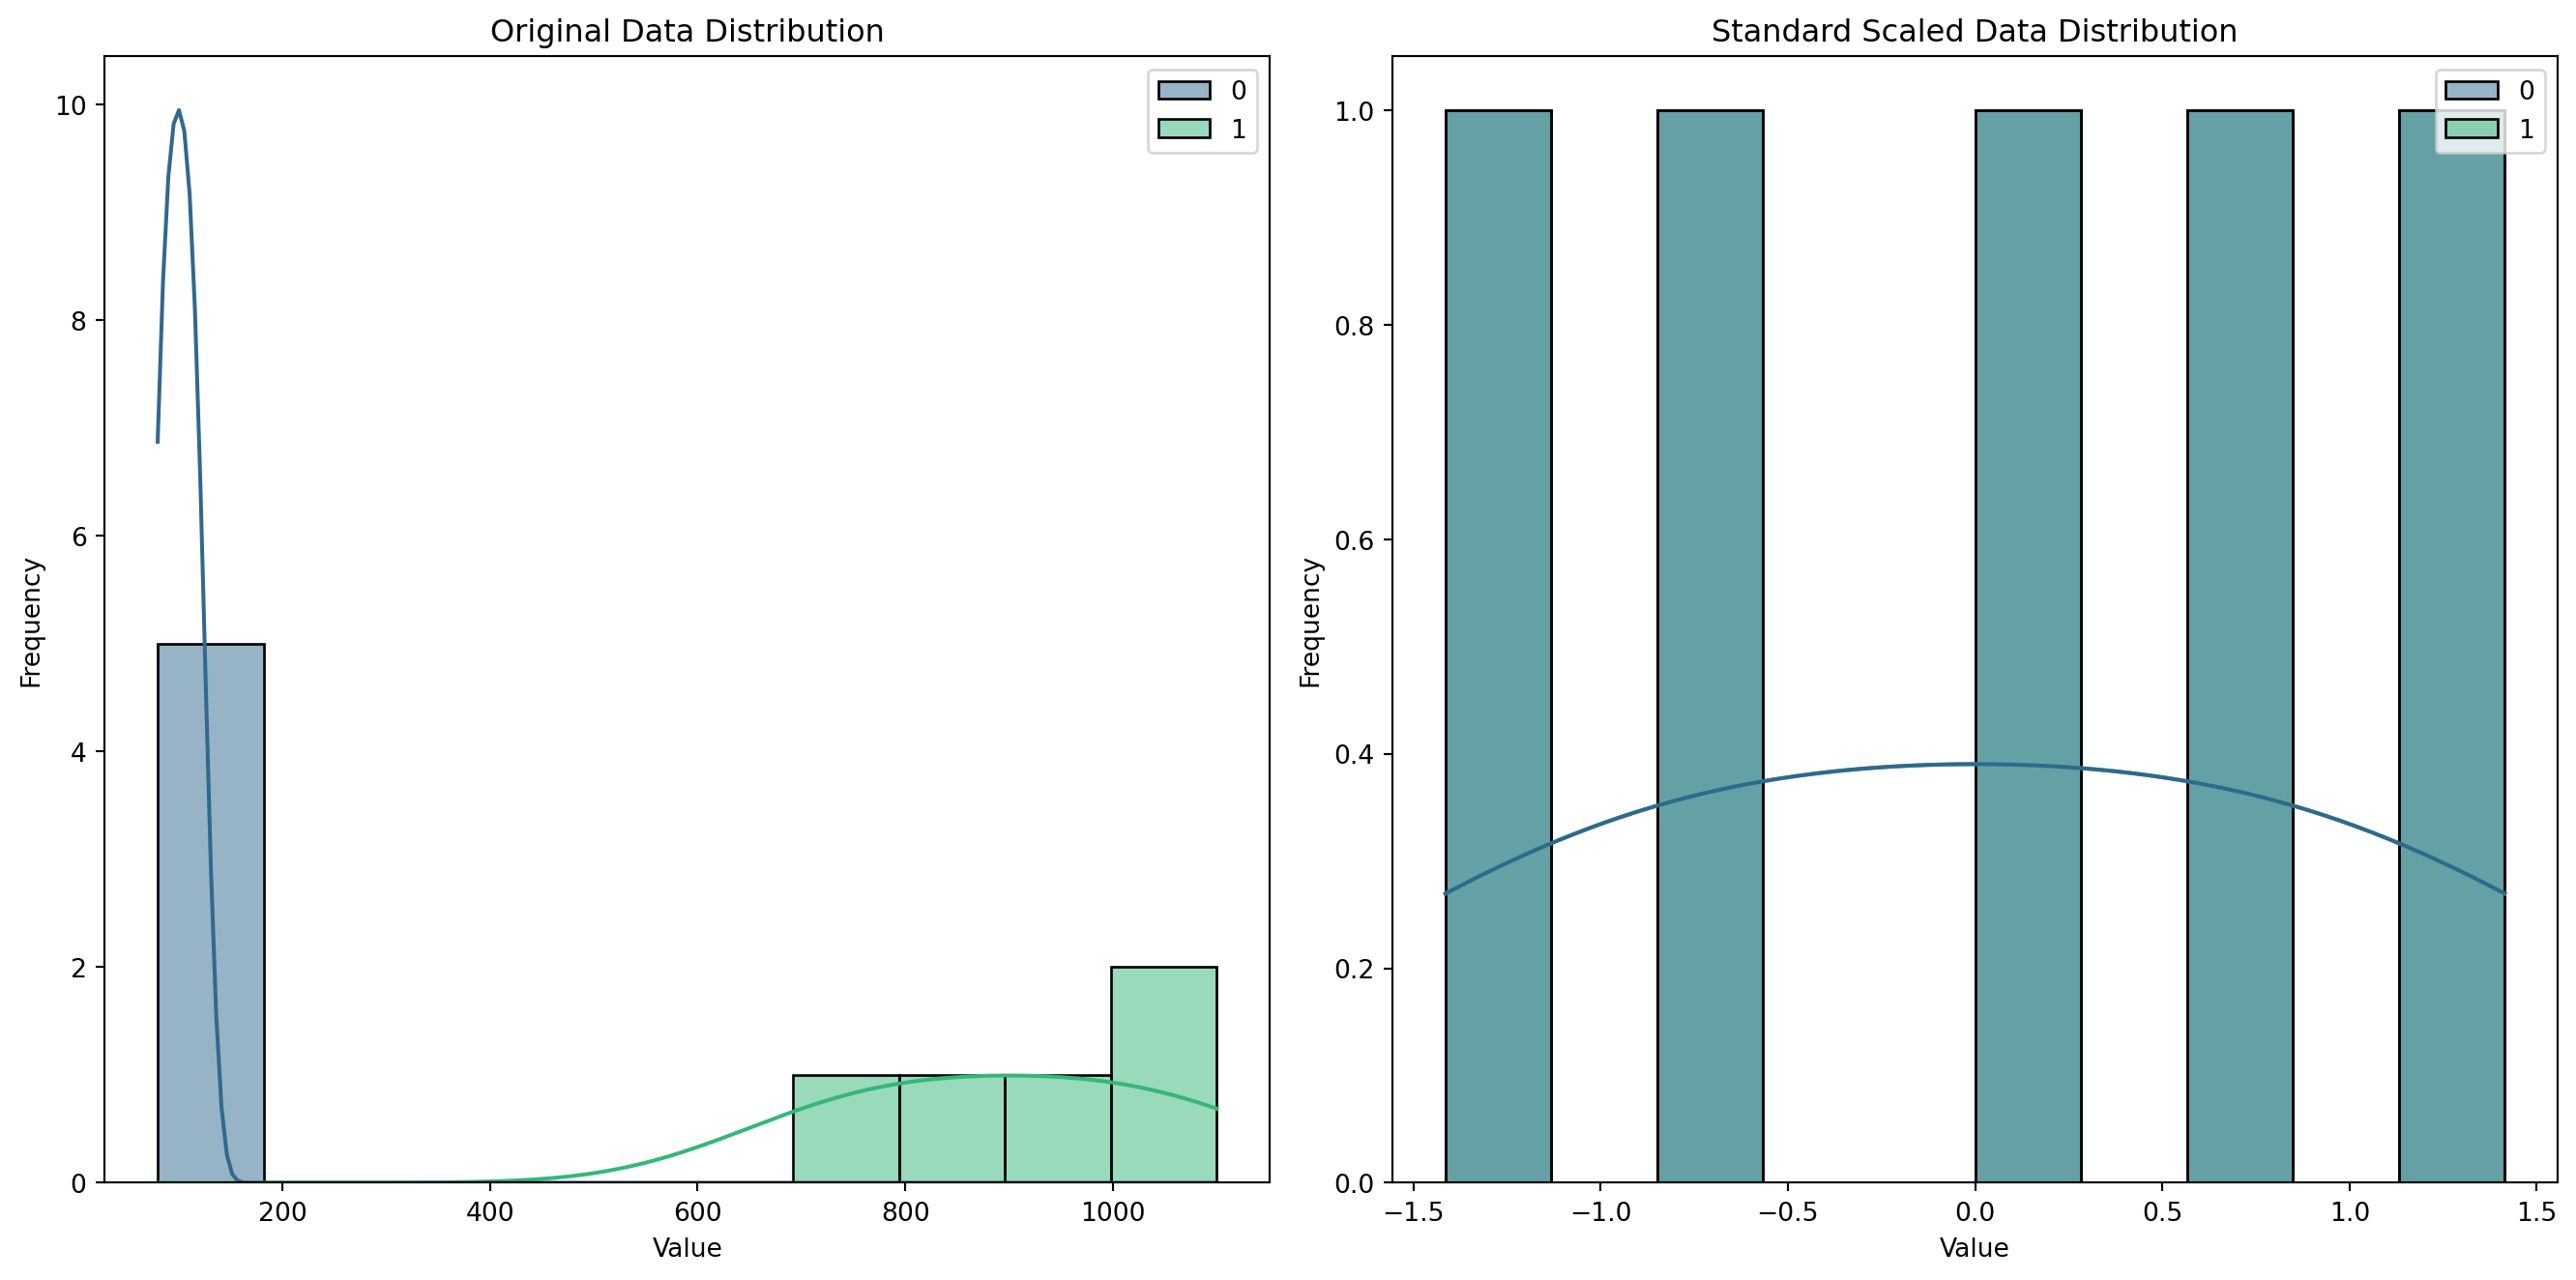 Original Data Distribution
10
8
6
4
2
0
Frequency
200 400 600 800 1000
Value
0
1
Standard Scaled Data Distribution
1.0
0.8
0.6
0.4
0.2
0.0
Frequency
−1.5 −1.0 −0.5 0.0 0.5 1.0 1.5
Value
0
1